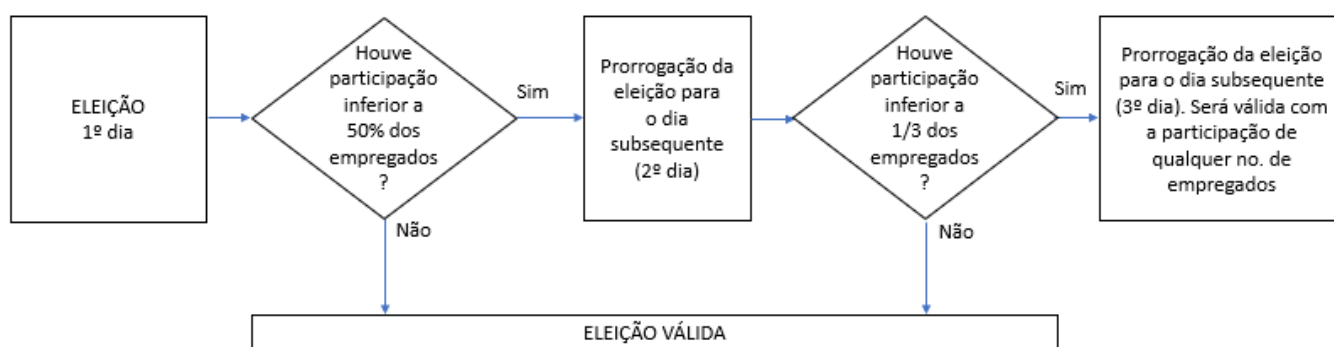 ELEIÇÃO
1º dia
Houve
participação
inferior a
50% dos
empregados
?
Sim
Não
Prorrogação da
eleição para
o dia
subsequente
(2º dia)
Houve
participação
inferior a
1/3 dos
empregados
?
Sim
Não
Prorrogação da eleição
para o dia subsequente
(3º dia). Será válida com
a participação de
qualquer no. de
empregados
ELEIÇÃO VÁLIDA